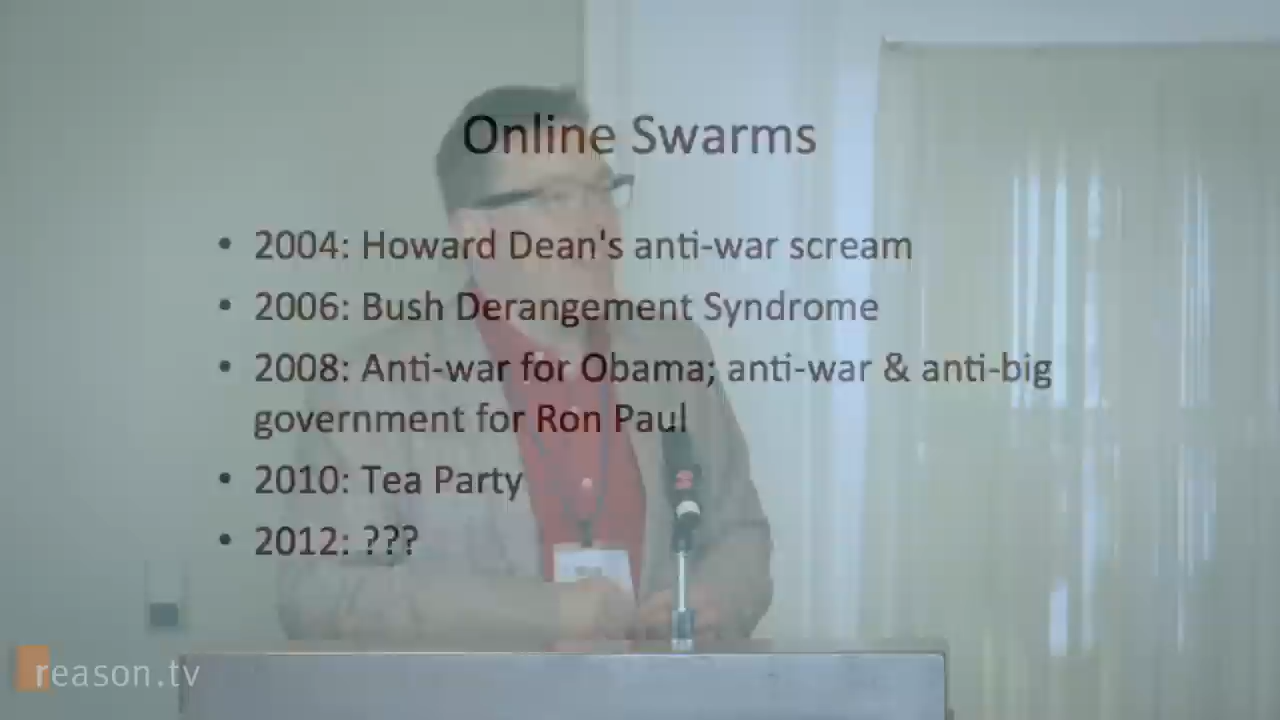 Online Swarms
• 2004: Howard Dean's anti-war scream
• 2006: Bush Derangement Syndrome
• 2008: Anti-war for Obama; anti-war & anti-big
government for Ron Paul
• 2010: Tea Party
• 2012: ???
reason.tv